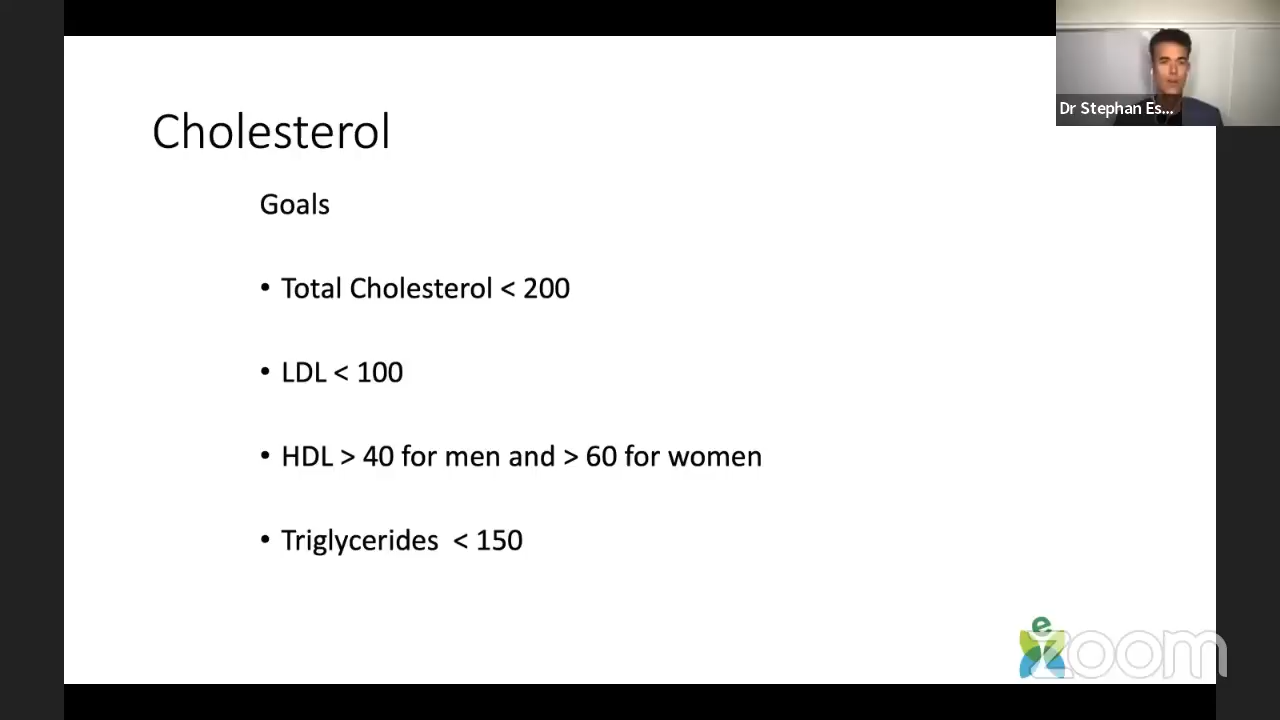 Cholesterol
Goals
• Total Cholesterol < 200
• LDL < 100
• HDL > 40 for men and > 60 for women
• Triglycerides < 150
Dr Stephan Es...
e
zoom